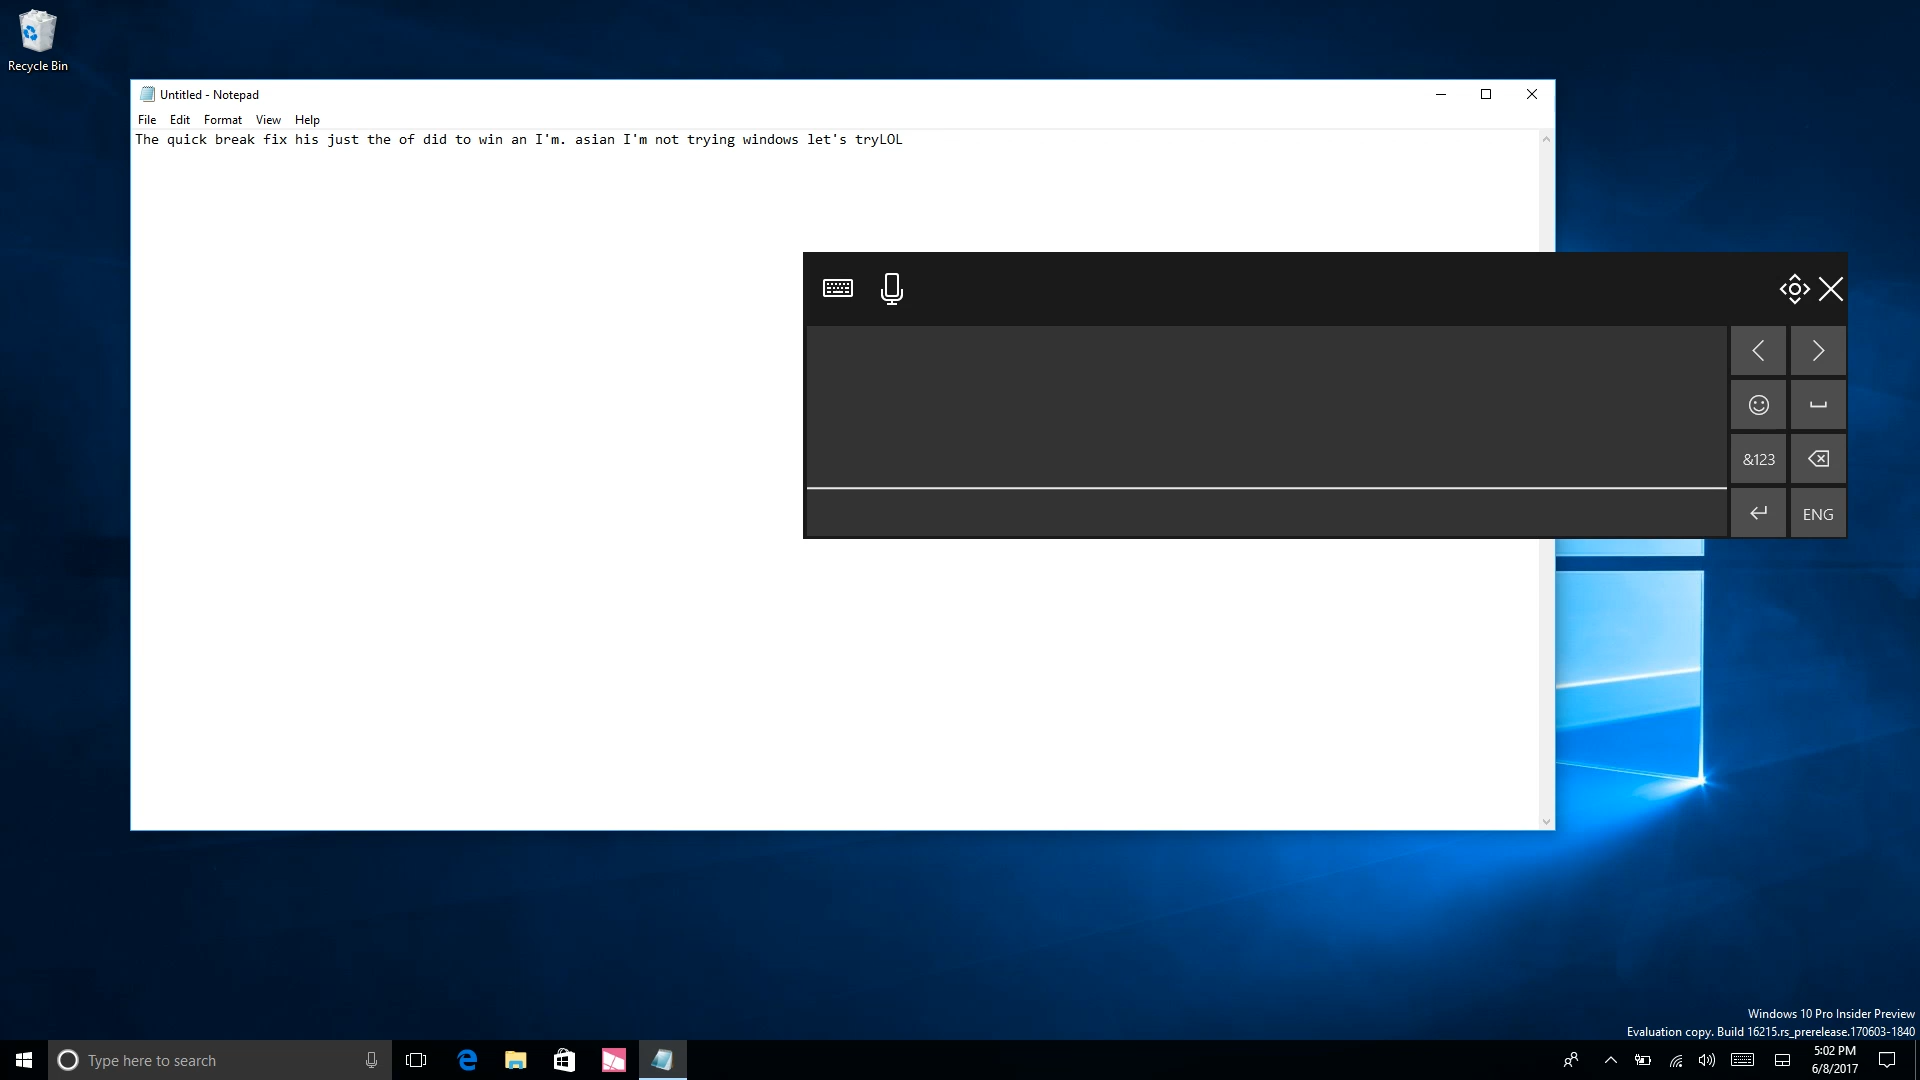 Recycle Bin
Untitled - Notepad
File Edit Format View Help
The quick break fix his just the of did to win an I'm. asian I'm not trying windows let's tryLOL
&123
ENG
Windows 10 Pro Insider Preview
Evaluation copy. Build 16215.rs_prerelease.170603-1840
Type here to search
5:02 PM
6/8/2017